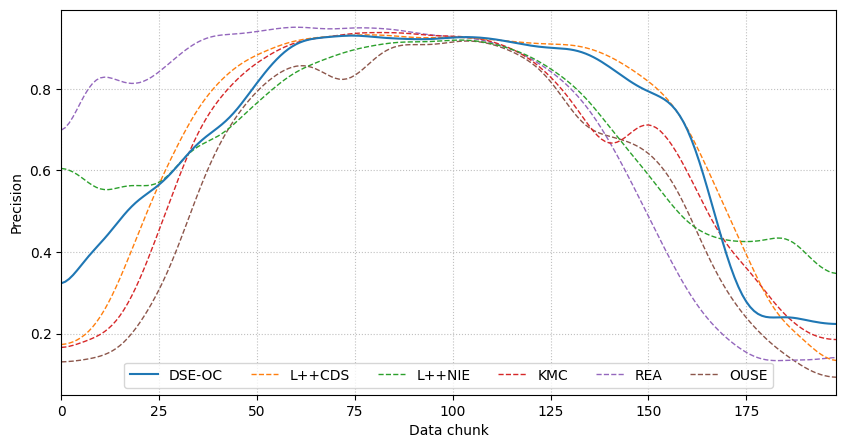 Precision
0.8
0.6
0.4
0.2
DSE-OC L++CDS L++NIE KMC REA OUSE
0 25 50 75 100 125 150 175
Data chunk